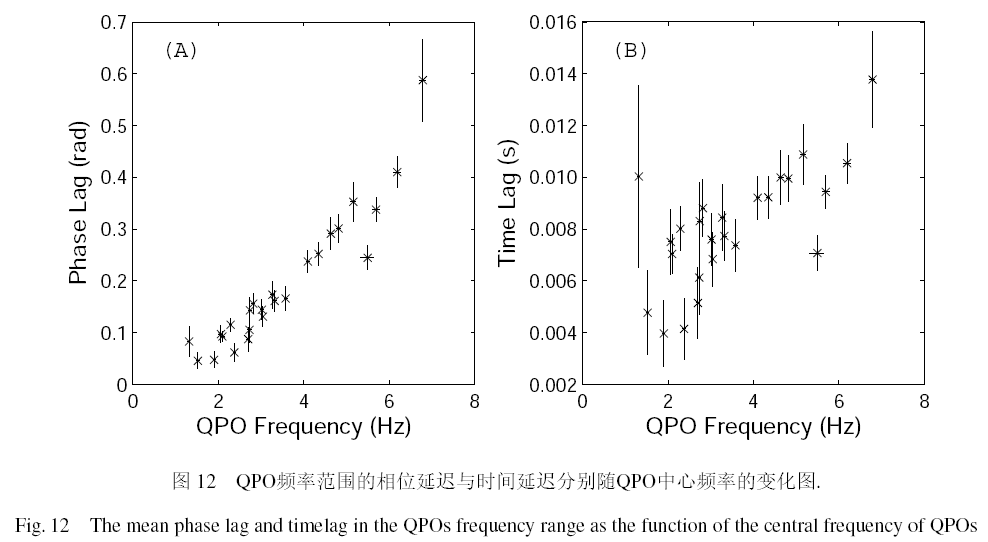 (A)
0.7
0.6
0.5
0.4
0.3
0.2
0.1
0
Phase Lag (rad)
0 2 4 6 8
QPO Frequency (Hz)
(B)
0.016
0.014
0.012
0.010
0.008
0.006
0.004
0.002
Time Lag (s)
0 2 4 6 8
QPO Frequency (Hz)
图 12 QPO频率范围的相位延迟与时间延迟分别随QPO中心频率的变化图.
Fig. 12 The mean phase lag and timelag in the QPOs frequency range as the function of the central frequency of QPOs